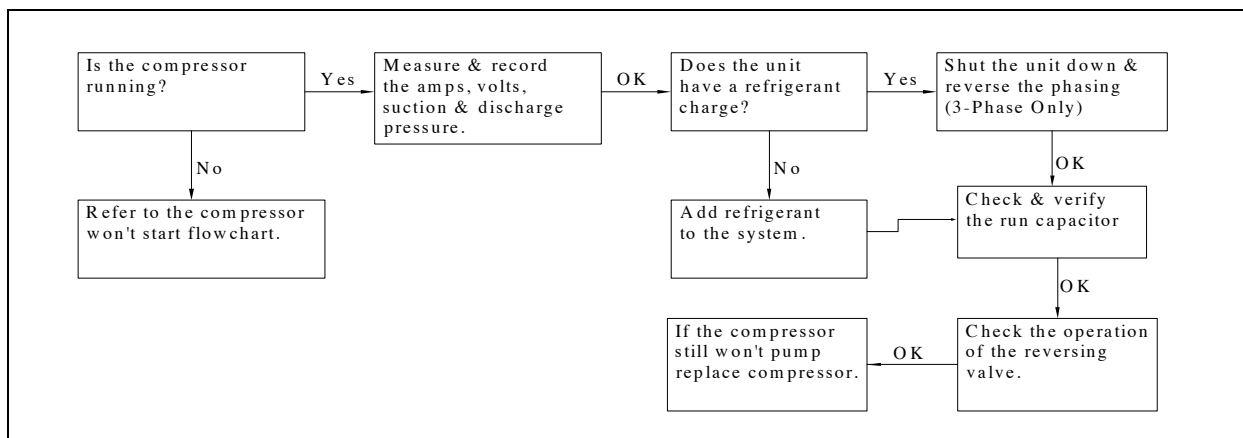 Is the compressor
running?
Yes
Measure & record
the amps, volts,
suction & discharge
pressure.
OK
Does the unit
have a refrigerant
charge?
Yes
Shut the unit down &
reverse the phasing
(3-Phase Only)
No
No
OK
Refer to the compressor
won't start flowchart.
Add refrigerant
to the system.
Check & verify
the run capacitor
OK
If the compressor
still won't pump
replace compressor.
OK
Check the operation
of the reversing
valve.